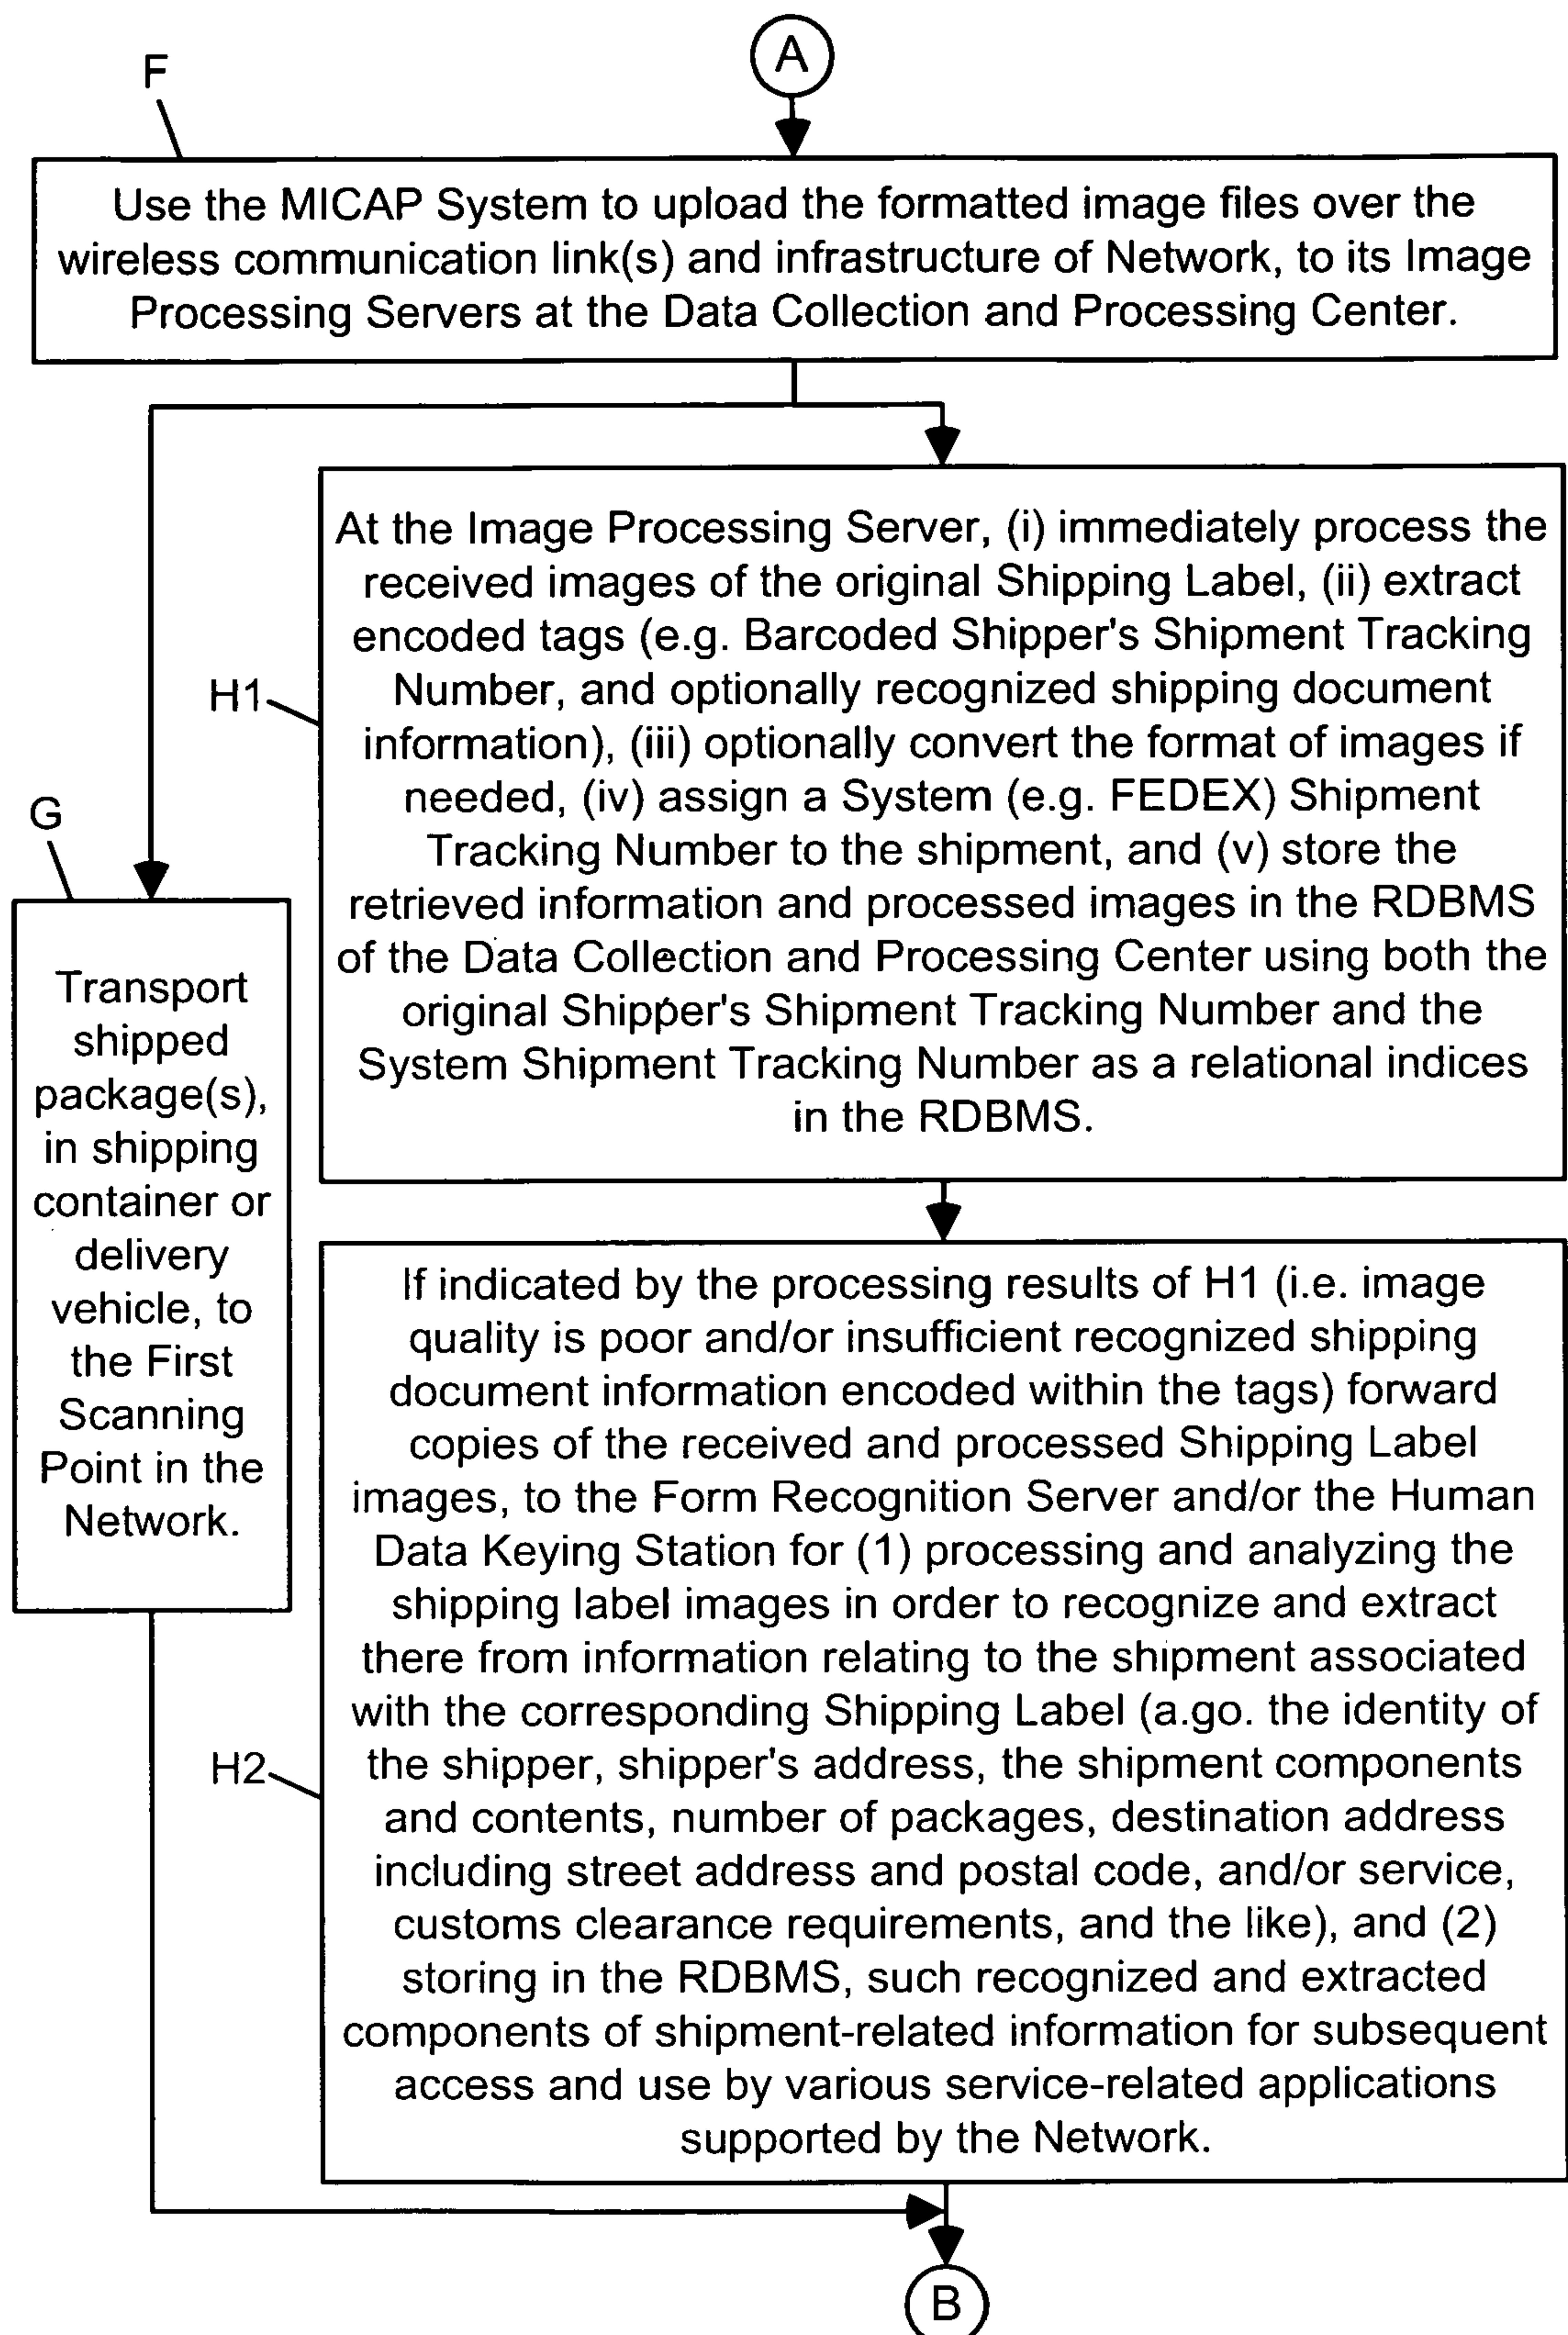 A
F
Use the MICAP System to upload the formatted image files over the
wireless communication link(s) and infrastructure of Network, to its Image
Processing Servers at the Data Collection and Processing Center.
H1
At the Image Processing Server, (i) immediately process the
received images of the original Shipping Label, (ii) extract
encoded tags (e.g. Barcoded Shipper's Shipment Tracking
Number, and optionally recognized shipping document
information), (iii) optionally convert the format of images if
needed, (iv) assign a System (e.g. FEDEX) Shipment
Tracking Number to the shipment, and (v) store the
retrieved information and processed images in the RDBMS
of the Data Collection and Processing Center using both the
original Shipper's Shipment Tracking Number and the
System Shipment Tracking Number as a relational indices
in the RDBMS.
G
Transport
shipped
package(s),
in shipping
container or
delivery
vehicle, to
the First
Scanning
Point in the
Network.
H2
If indicated by the processing results of H1 (i.e. image
quality is poor and/or insufficient recognized shipping
document information encoded within the tags) forward
copies of the received and processed Shipping Label
images, to the Form Recognition Server and/or the Human
Data Keying Station for (1) processing and analyzing the
shipping label images in order to recognize and extract
there from information relating to the shipment associated
with the corresponding Shipping Label (a.go. the identity of
the shipper, shipper's address, the shipment components
and contents, number of packages, destination address
including street address and postal code, and/or service,
customs clearance requirements, and the like), and (2)
storing in the RDBMS, such recognized and extracted
components of shipment-related information for subsequent
access and use by various service-related applications
supported by the Network.
B